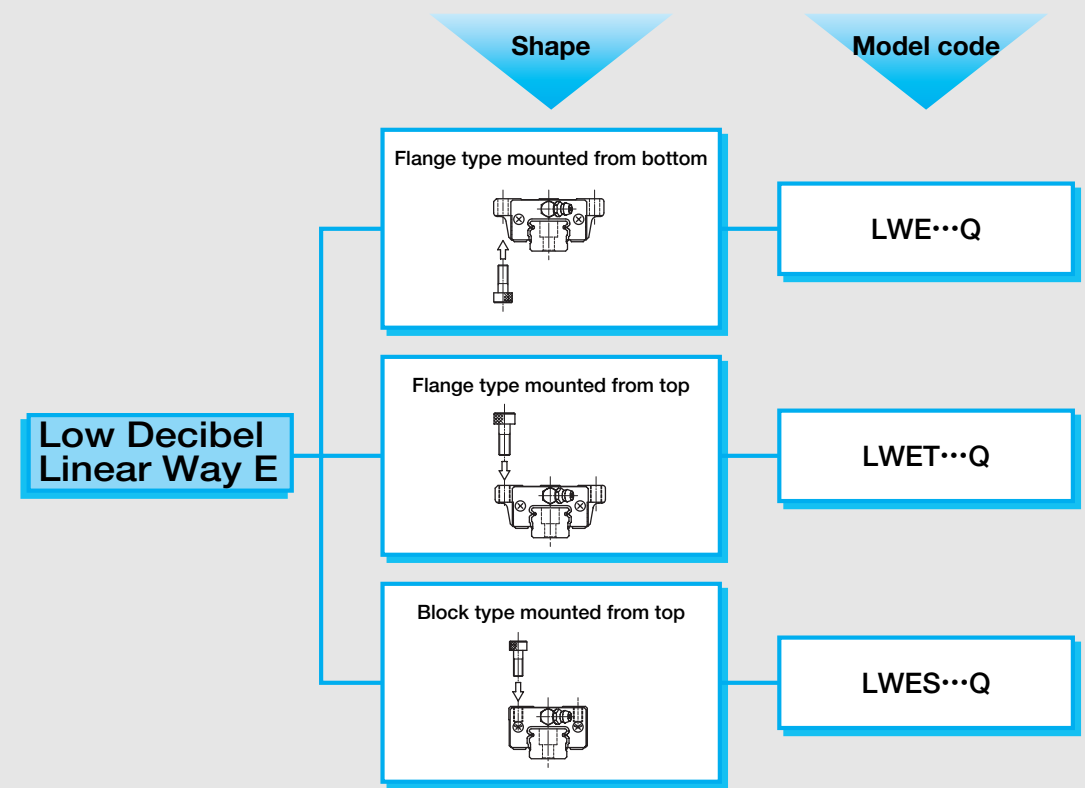 Shape
Model code
Flange type mounted from bottom
LWE···Q
Flange type mounted from top
LWET···Q
Low Decibel
Linear Way E
Block type mounted from top
LWES···Q